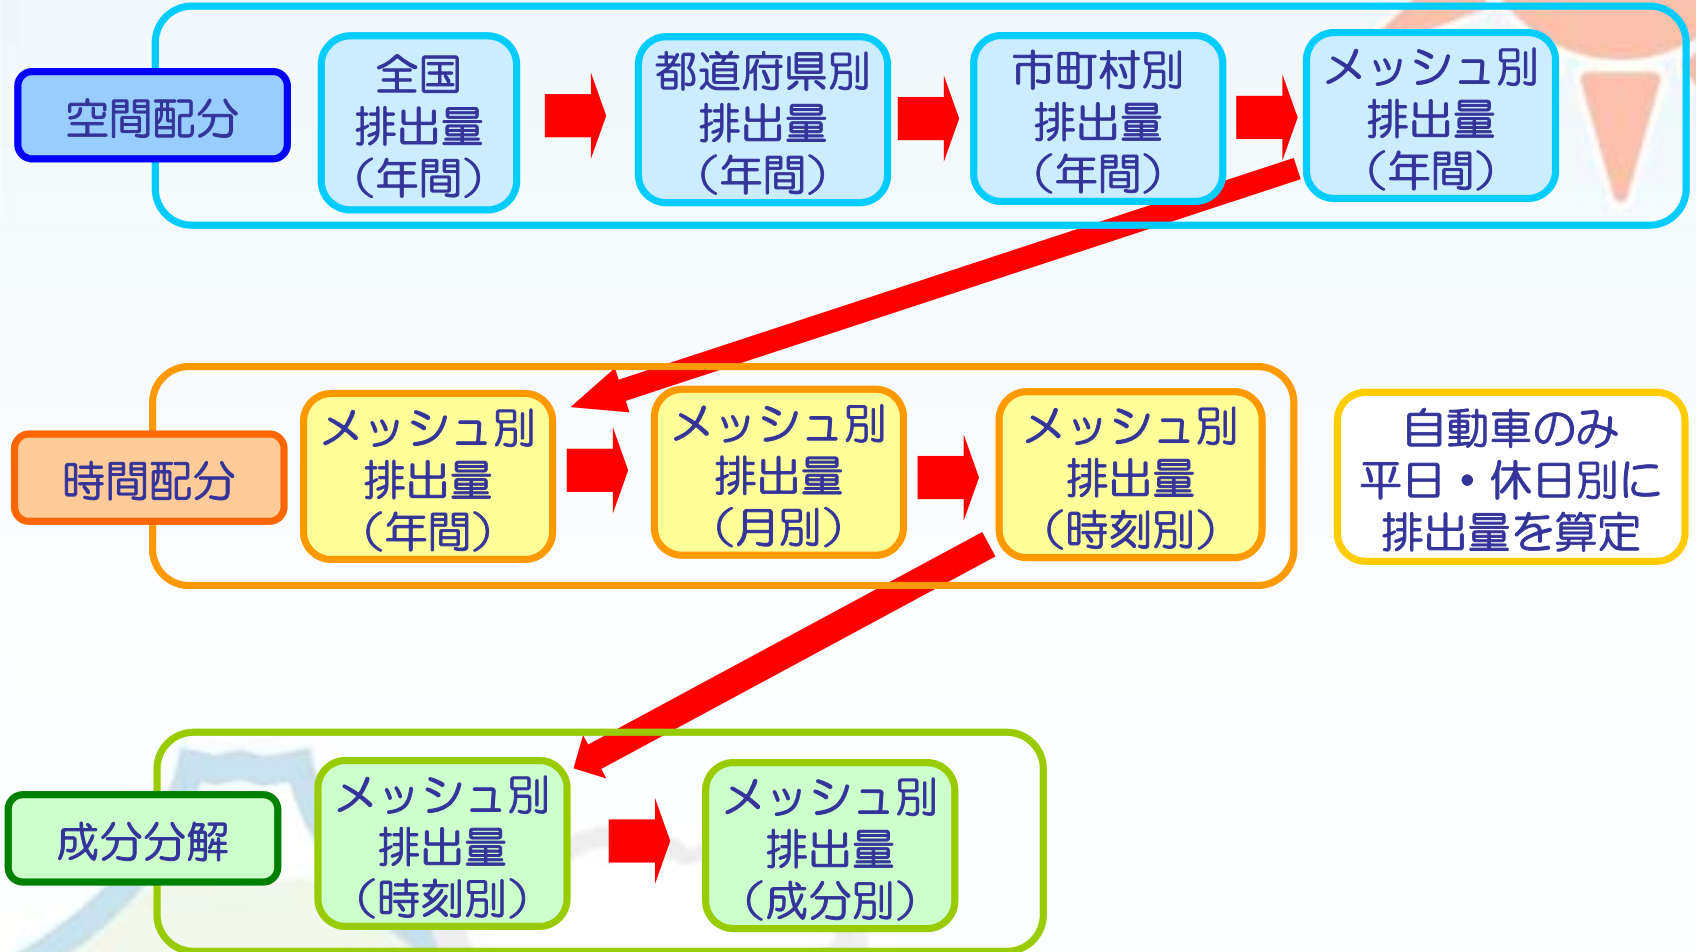 空間配分
全国
排出量
（年間）
都道府県別
排出量
（年間）
市町村別
排出量
（年間）
メッシュ別
排出量
（年間）
時間配分
メッシュ別
排出量
（年間）
メッシュ別
排出量
（月別）
メッシュ別
排出量
（時刻別）
自動車のみ
平日・休日別に
排出量を算定
成分分解
メッシュ別
排出量
（時刻別）
メッシュ別
排出量
（成分別）